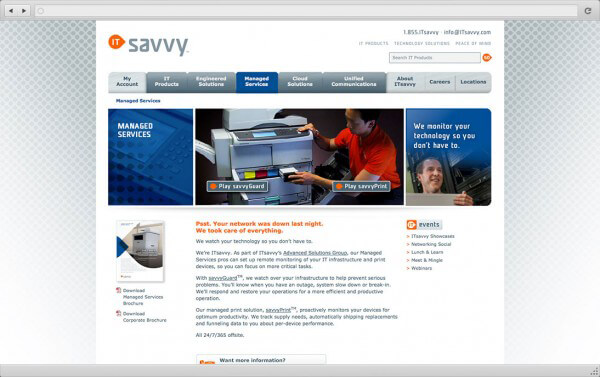 IT savvy™
1.855.ITsavvy · info@ITsavvy.com
IT PRODUCTS TECHNOLOGY SOLUTIONS PEACE OF MIND
Search IT Products GO
My Account
IT Products
Engineered Solutions
Managed Services
Cloud Solutions
Unified Communications
About ITsavvy
Careers
Locations
Managed Services
MANAGED
SERVICES
Play savvyGuard
Play savvyPrint
We monitor your
technology so you
don't have to.
Download
Managed Services
Brochure
Download
Corporate Brochure
Psst. Your network was down last night.
We took care of everything.
We watch your technology so you don't have to.
We're ITsavvy. As part of ITsavvy's Advanced Solutions Group, our Managed
Services pros can set up remote monitoring of your IT infrastructure and print
devices, so you can focus on more critical tasks.
With savvyGuard™, we watch over your infrastructure to help prevent serious
problems. You'll know when you have an outage, system slow down or break-in.
We'll respond and restore your operations for a more efficient and productive
operation.
Our managed print solution, savvyPrint™, proactively monitors your devices for
optimum productivity. We track supply needs, automatically shipping replacements
and funneling data to you about per-device performance.
All 24/7/365 offsite.
Want more information?
events
ITsavvy Showcases
Networking Social
Lunch & Learn
Meet & Mingle
Webinars